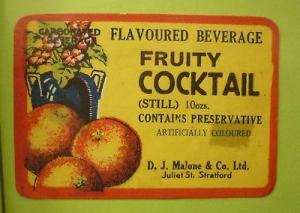 CARBONATED
BEVERAGE
FLAVOURED BEVERAGE
FRUITY
COCKTAIL
(STILL) 10ozs.
CONTAINS PRESERVATIVE
ARTIFICIALLY COLOURED
D. J. Malone & Co. Ltd.
Juliet St. Stratford